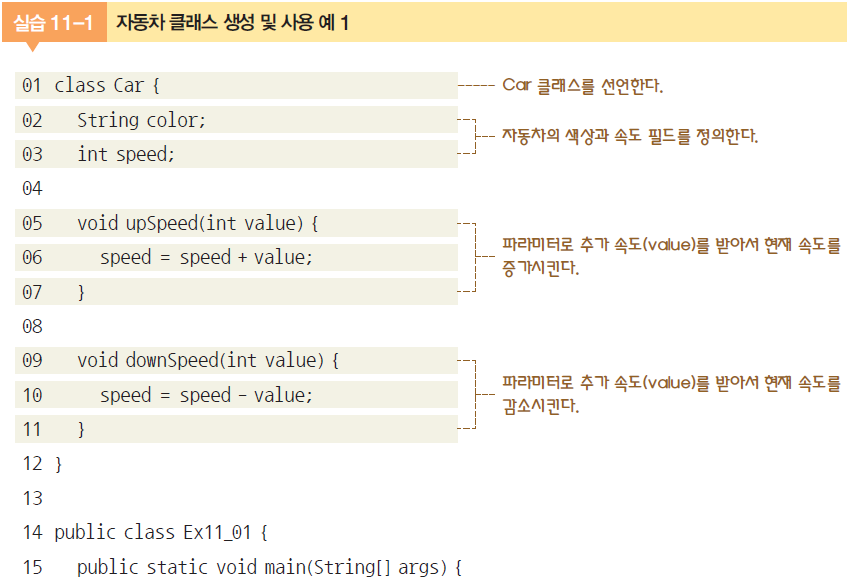 실습 11-1 자동차 클래스 생성 및 사용 예 1
01 class Car { Car 클래스를 선언한다.
02 String color;
자동차의 색상과 속도 필드를 정의한다.
03 int speed;
04
05 void upSpeed(int value) {
06 speed = speed + value;
파라미터로 추가 속도(value)를 받아서 현재 속도를
증가시킨다.
07 }
08
09 void downSpeed(int value) {
10 speed = speed - value;
파라미터로 추가 속도(value)를 받아서 현재 속도를
감소시킨다.
11 }
12 }
13
14 public class Ex11_01 {
15 public static void main(String[] args) {